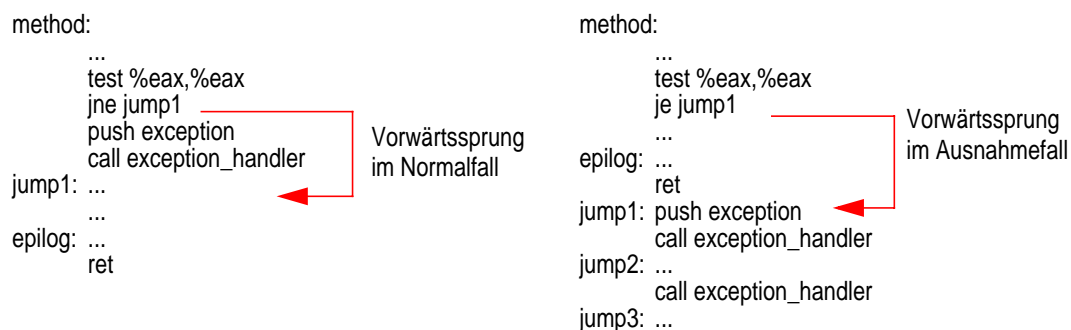 method:
...
test %eax,%eax
jne jump1
push exception
call exception_handler
jump1: ...
...
epilog: ...
ret
Vorwärtssprung
im Normalfall
method:
...
test %eax,%eax
je jump1
...
epilog: ...
ret
jump1: push exception
call exception_handler
jump2: ...
call exception_handler
jump3: ...
Vorwärtssprung
im Ausnahmefall